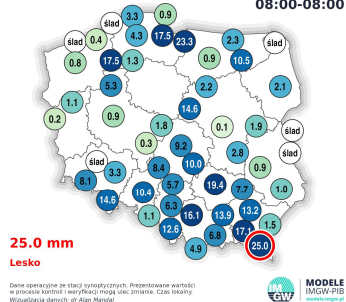 08:00-08:00
3.3 0.9
ślad
0.4 4.3 17.5 23.3 2.3 ślad
ślad
0.8 17.5 1.3 0.9 10.5
5.3 2.2 2.1
1.1 14.6
0.2 0.9 1.8 0.1 1.9 ślad
0.3 9.2 2.8 ślad
ślad 3.3 8.4 10.0 0.9
8.1 5.7 19.4 7.7 1.0
14.6 10.4 6.3
1.1 16.1 13.9 13.2 1.5
12.6 6.8 17.1
4.9 25.0
25.0 mm
Lesko
Dane operacyjne ze stacji synoptycznych. Prezentowane wartości
w procesie kontroli i weryfikacji mogą ulec zmianie. Czas lokalny.
Wizualizacja danych: dr Alan Mandal
IM
GW
MODELE
IMGW-PIB
modele.imgw.pl